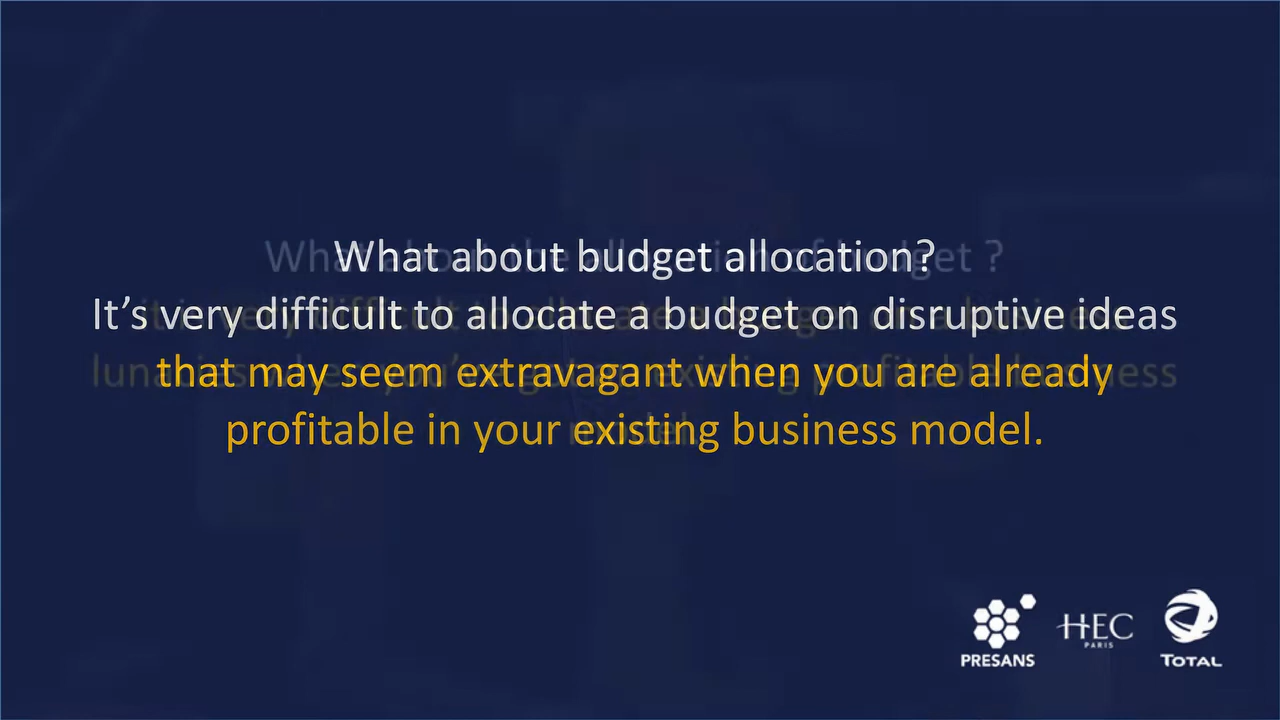 What about budget allocation?
It’s very difficult to allocate a budget on disruptive ideas
that may seem extravagant when you are already
profitable in your existing business model.
PRESANS
HEC
PARIS
TOTAL